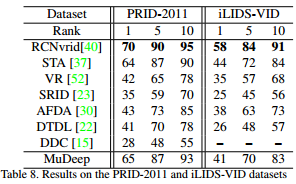 Dataset PRID-2011 iLIDS-VID
Rank 1 5 10 1 5 10
RCNvrid[40] 70 90 95 58 84 91
STA [37] 64 87 90 44 72 84
VR [52] 42 65 78 35 57 68
SRID [23] 35 59 70 25 45 56
AFDA [30] 43 73 85 38 63 73
DTDL [22] 41 70 78 26 48 57
DDC [15] 28 48 55 – – –
MuDeep 65 87 93 41 70 83
Table 8. Results on the PRID-2011 and iLIDS-VID datasets